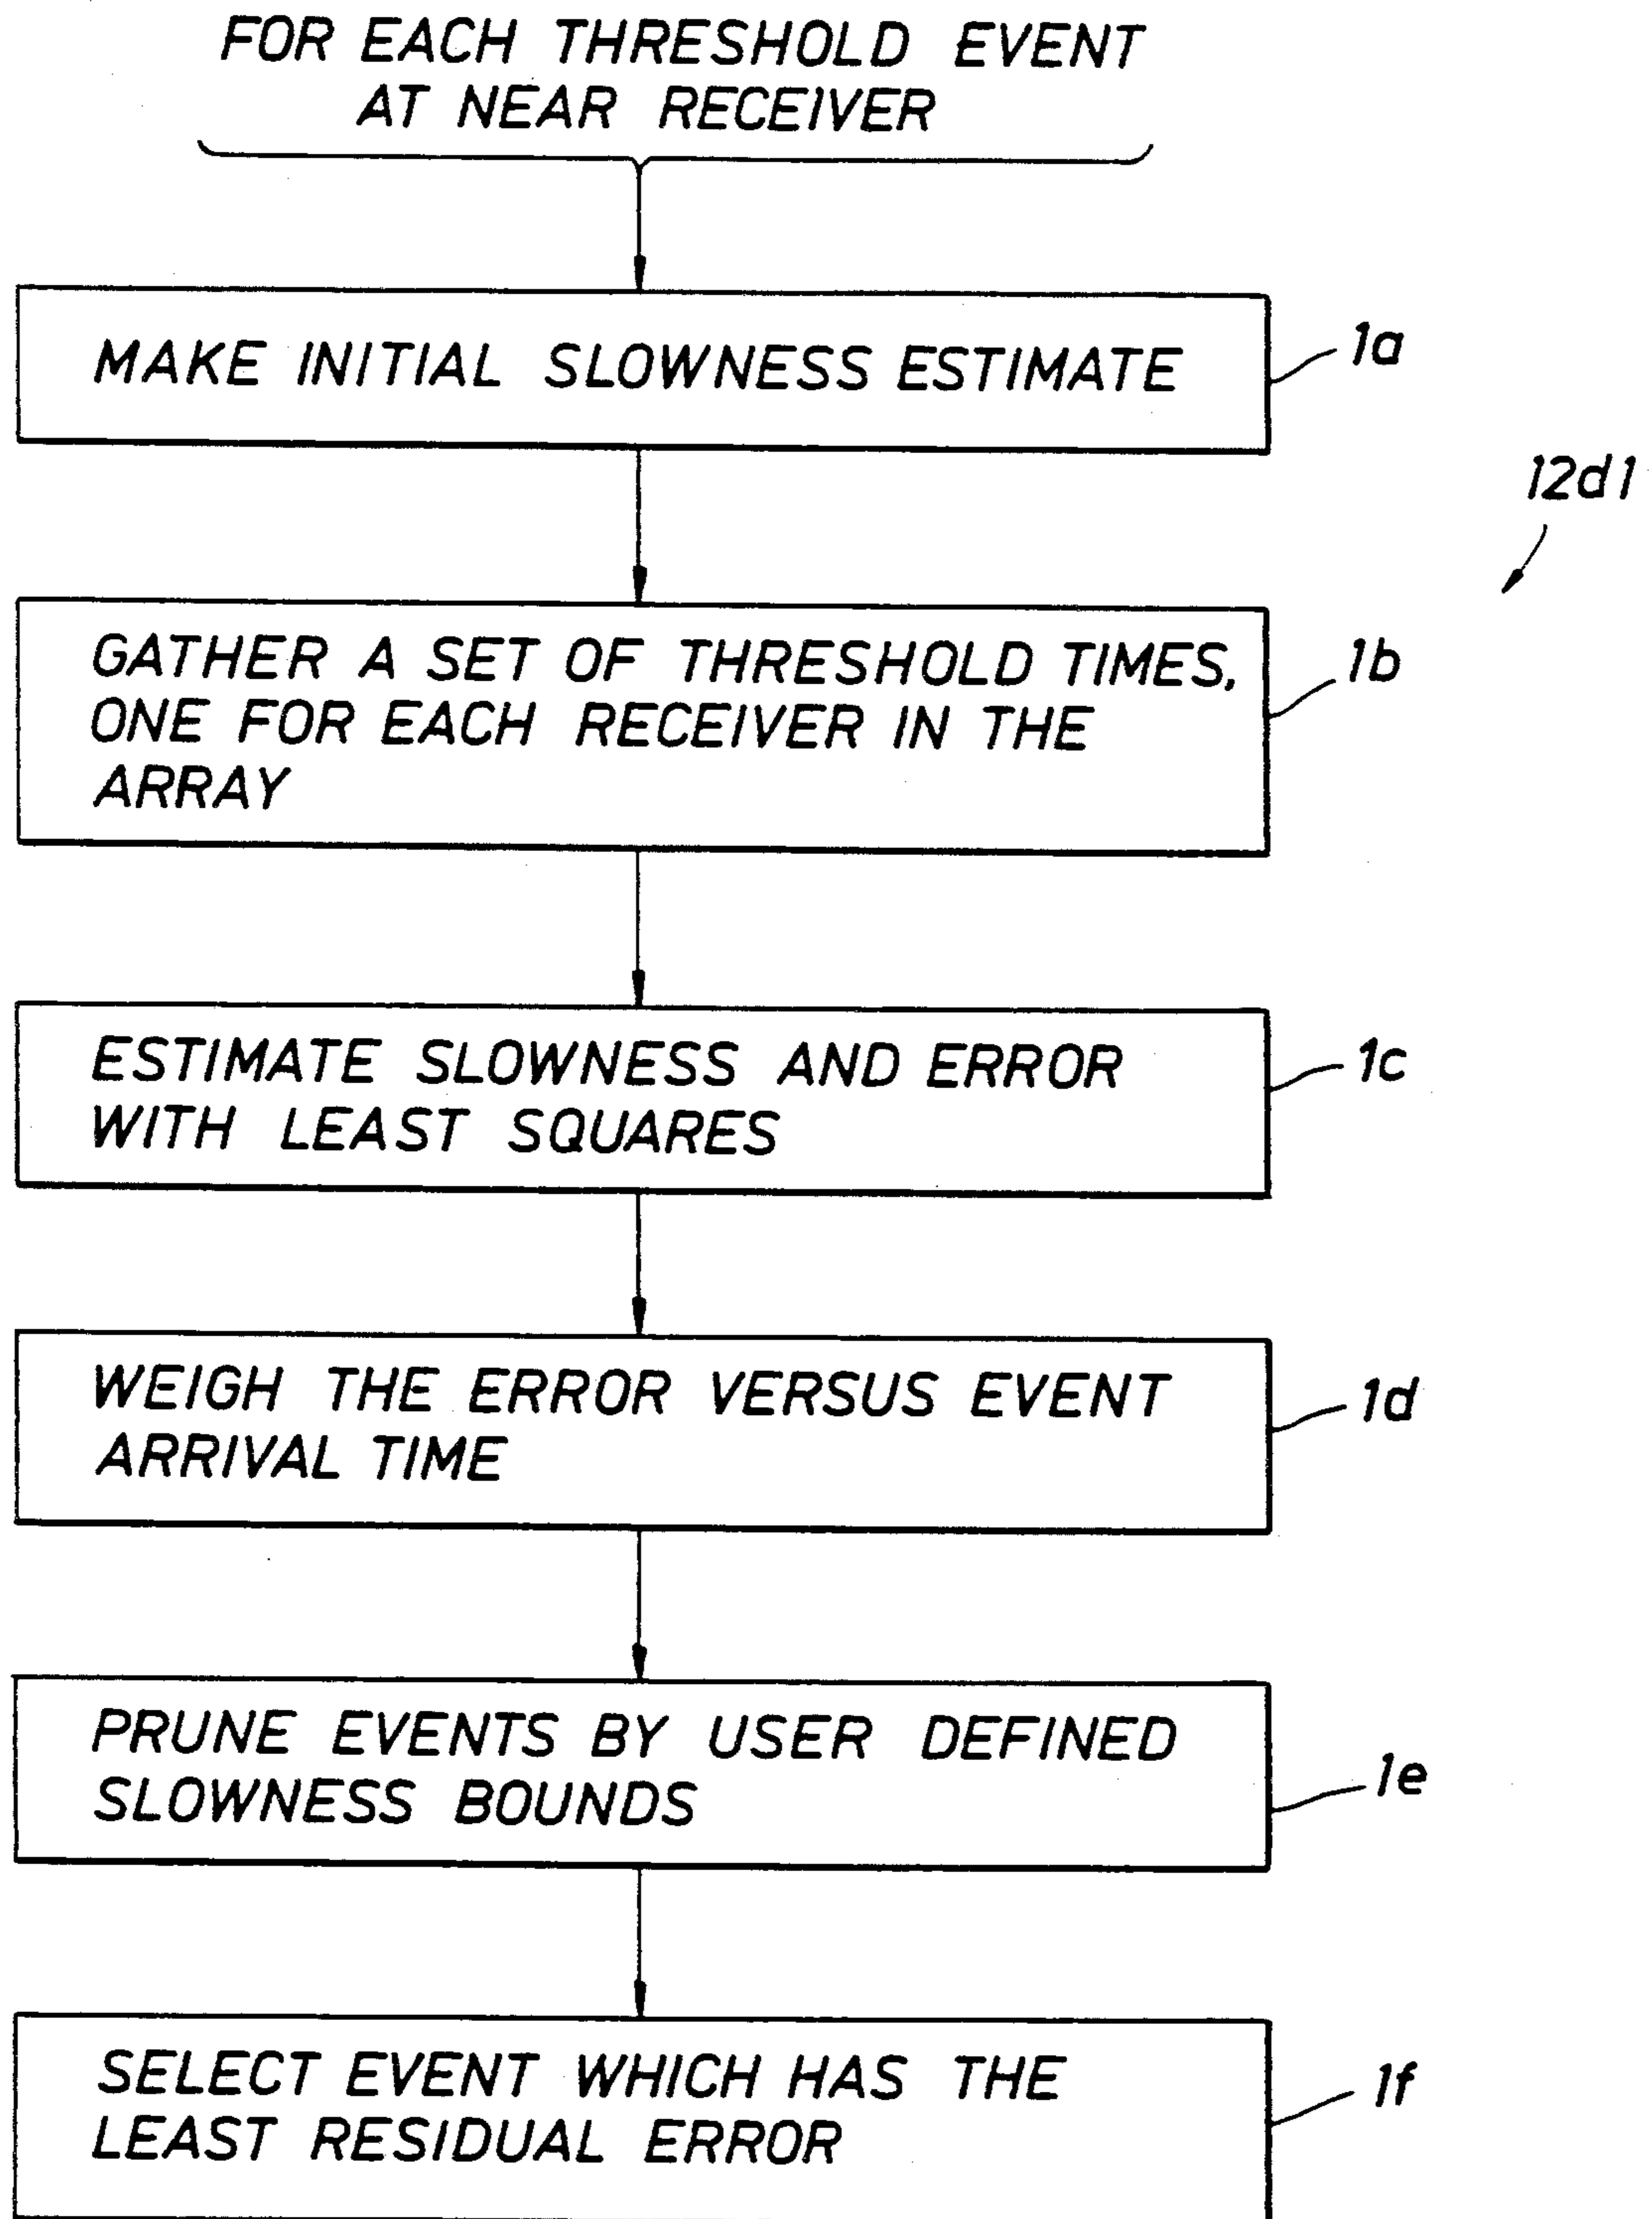 FOR EACH THRESHOLD EVENT
AT NEAR RECEIVER
MAKE INITIAL SLOWNESS ESTIMATE
1a
12d1
GATHER A SET OF THRESHOLD TIMES,
ONE FOR EACH RECEIVER IN THE
ARRAY
1b
ESTIMATE SLOWNESS AND ERROR
WITH LEAST SQUARES
1c
WEIGH THE ERROR VERSUS EVENT
ARRIVAL TIME
1d
PRUNE EVENTS BY USER DEFINED
SLOWNESS BOUNDS
1e
SELECT EVENT WHICH HAS THE
LEAST RESIDUAL ERROR
1f